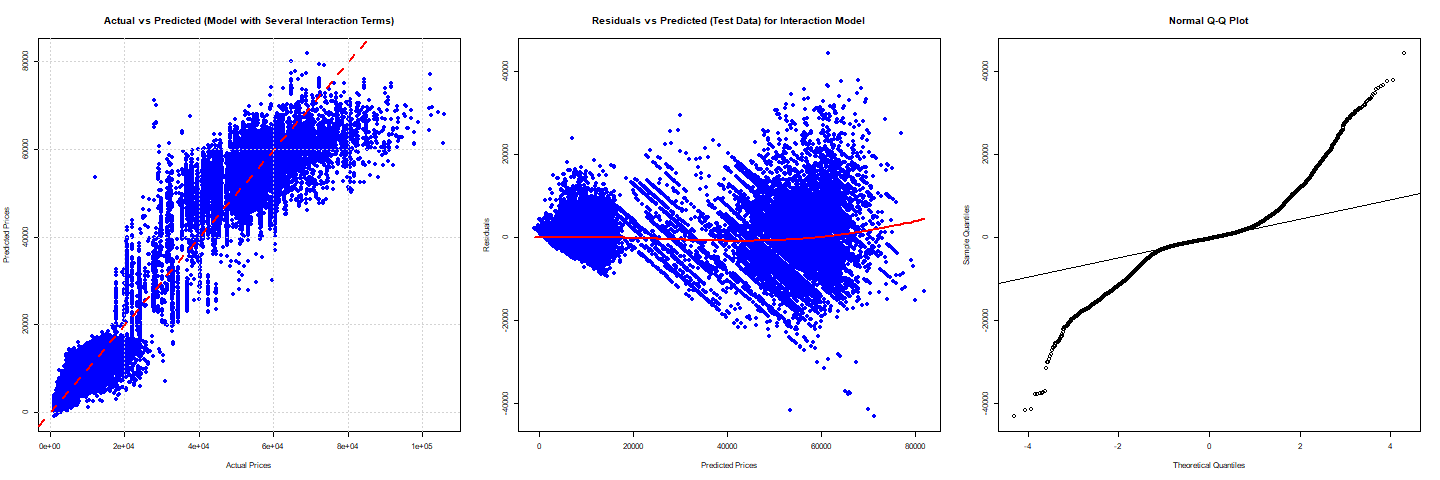 Actual vs Predicted (Model with Several Interaction Terms)
Predicted Prices
80000
60000
40000
20000
0
0e+00 2e+04 4e+04 6e+04 8e+04 1e+05
Actual Prices
Residuals vs Predicted (Test Data) for Interaction Model
Residuals
40000
20000
0
-20000
-40000
0 20000 40000 60000 80000
Predicted Prices
Normal Q-Q Plot
Sample Quantiles
40000
20000
0
-20000
-40000
-4 -2 0 2 4
Theoretical Quantiles